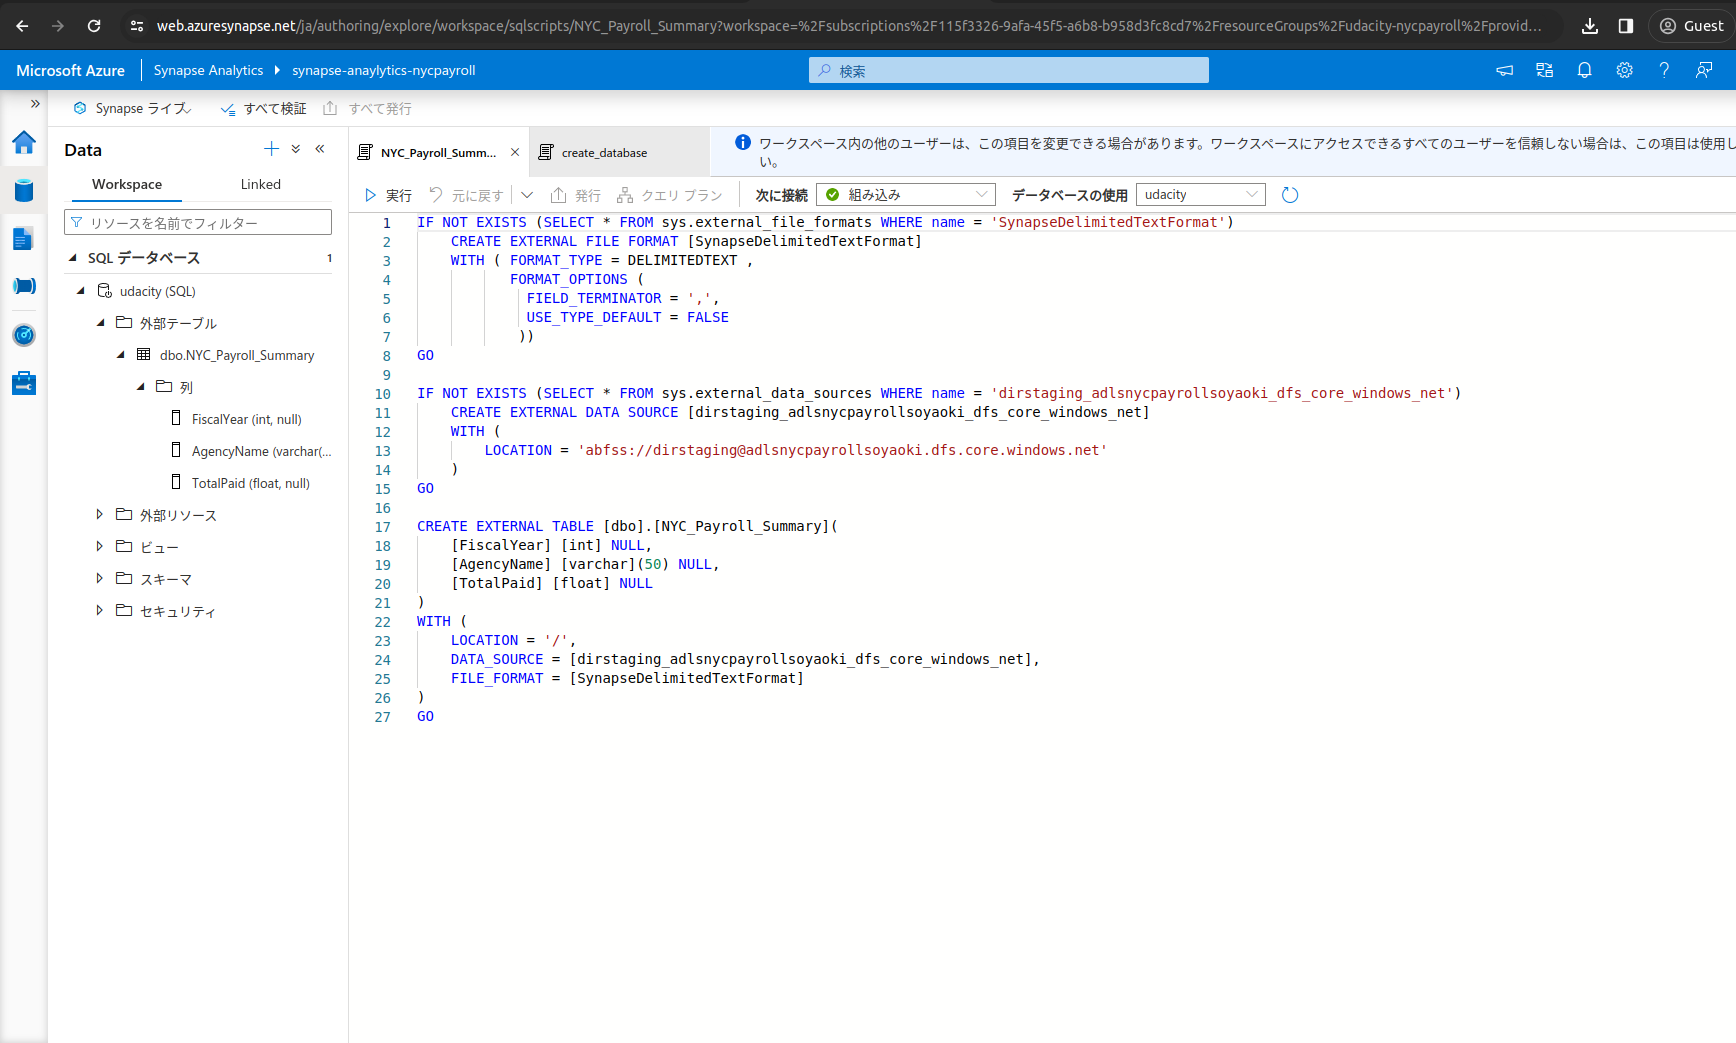 web.azuresynapse.net/ja/authoring/explore/workspace/sqlscripts/NYC_Payroll_Summary?workspace=%2Fsubscriptions%2F115f3326-9afa-45f5-a6b8-b958d3fc8cd7%2FresourceGroups%2Fudacity-nycpayroll%2Fprovid...
Guest
Microsoft Azure
Synapse Analytics
synapse-anaylytics-nycpayroll
検索
Synapse ライブ
すべて検証
すべて発行
Data
Workspace
Linked
リソースを名前でフィルター
SQL データベース
1
udacity (SQL)
外部テーブル
dbo.NYC_Payroll_Summary
列
FiscalYear (int, null)
AgencyName (varchar(...
TotalPaid (float, null)
外部リソース
ビュー
スキーマ
セキュリティ
NYC_Payroll_Summ...
create_database
ワークスペース内の他のユーザーは、この項目を変更できる場合があります。ワークスペースにアクセスできるすべてのユーザーを信頼しない場合は、この項目は使用し
い。
実行
元に戻す
発行
クエリ プラン
次に接続
組み込み
データベースの使用
udacity
1 IF NOT EXISTS (SELECT * FROM sys.external_file_formats WHERE name = 'SynapseDelimitedTextFormat')
2 CREATE EXTERNAL FILE FORMAT [SynapseDelimitedTextFormat]
3 WITH ( FORMAT_TYPE = DELIMITEDTEXT ,
4 FORMAT_OPTIONS (
5 FIELD_TERMINATOR = ',',
6 USE_TYPE_DEFAULT = FALSE
7 ))
8 GO
9
10 IF NOT EXISTS (SELECT * FROM sys.external_data_sources WHERE name = 'dirstaging_adlsnycpayrollsoyaoki_dfs_core_windows_net')
11 CREATE EXTERNAL DATA SOURCE [dirstaging_adlsnycpayrollsoyaoki_dfs_core_windows_net]
12 WITH (
13 LOCATION = 'abfss://dirstaging@adlsnycpayrollsoyaoki.dfs.core.windows.net'
14 )
15 GO
16
17 CREATE EXTERNAL TABLE [dbo].[NYC_Payroll_Summary](
18 [FiscalYear] [int] NULL,
19 [AgencyName] [varchar](50) NULL,
20 [TotalPaid] [float] NULL
21 )
22 WITH (
23 LOCATION = '/',
24 DATA_SOURCE = [dirstaging_adlsnycpayrollsoyaoki_dfs_core_windows_net],
25 FILE_FORMAT = [SynapseDelimitedTextFormat]
26 )
27 GO